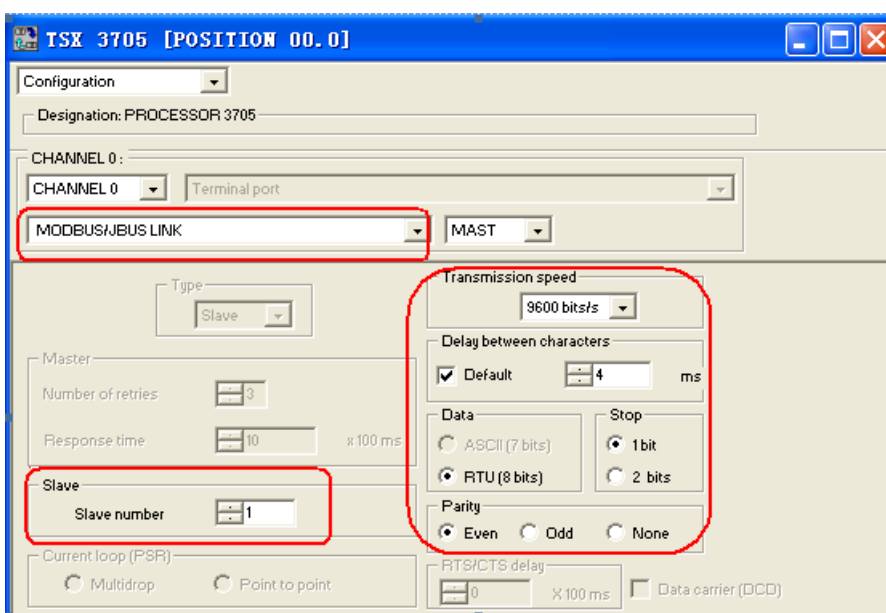 TSX 3705 [POSITION 00.0]
Configuration
Designation: PROCESSOR 3705
CHANNEL 0 :
CHANNEL 0 Terminal port
MODBUS/JBUS LINK MAST
Type
Slave
Master
Number of retries 3
Response time 10 x 100 ms
Slave
Slave number 1
Current loop (PSR)
Multidrop Point to point
Transmission speed
9600 bits/s
Delay between characters
Default 4 ms
Data
ASCII (7 bits)
RTU (8 bits)
Stop
1 bit
2 bits
Parity
Even Odd None
RTS/CTS delay
0 X 100 ms Data carrier (DCD)